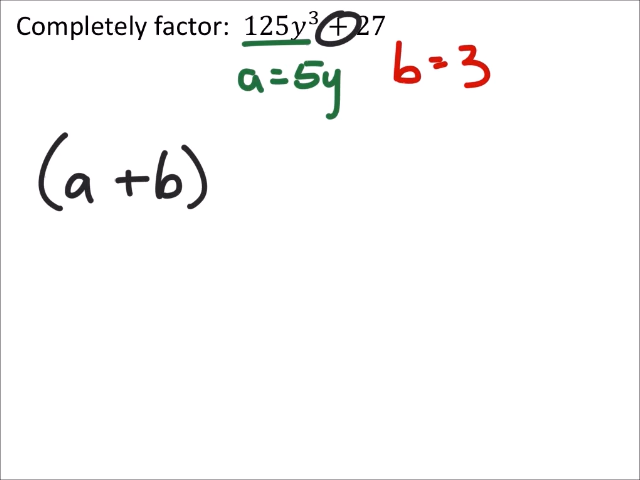 Completely factor: 125y³ + 27
a = 5y b = 3
(a + b)